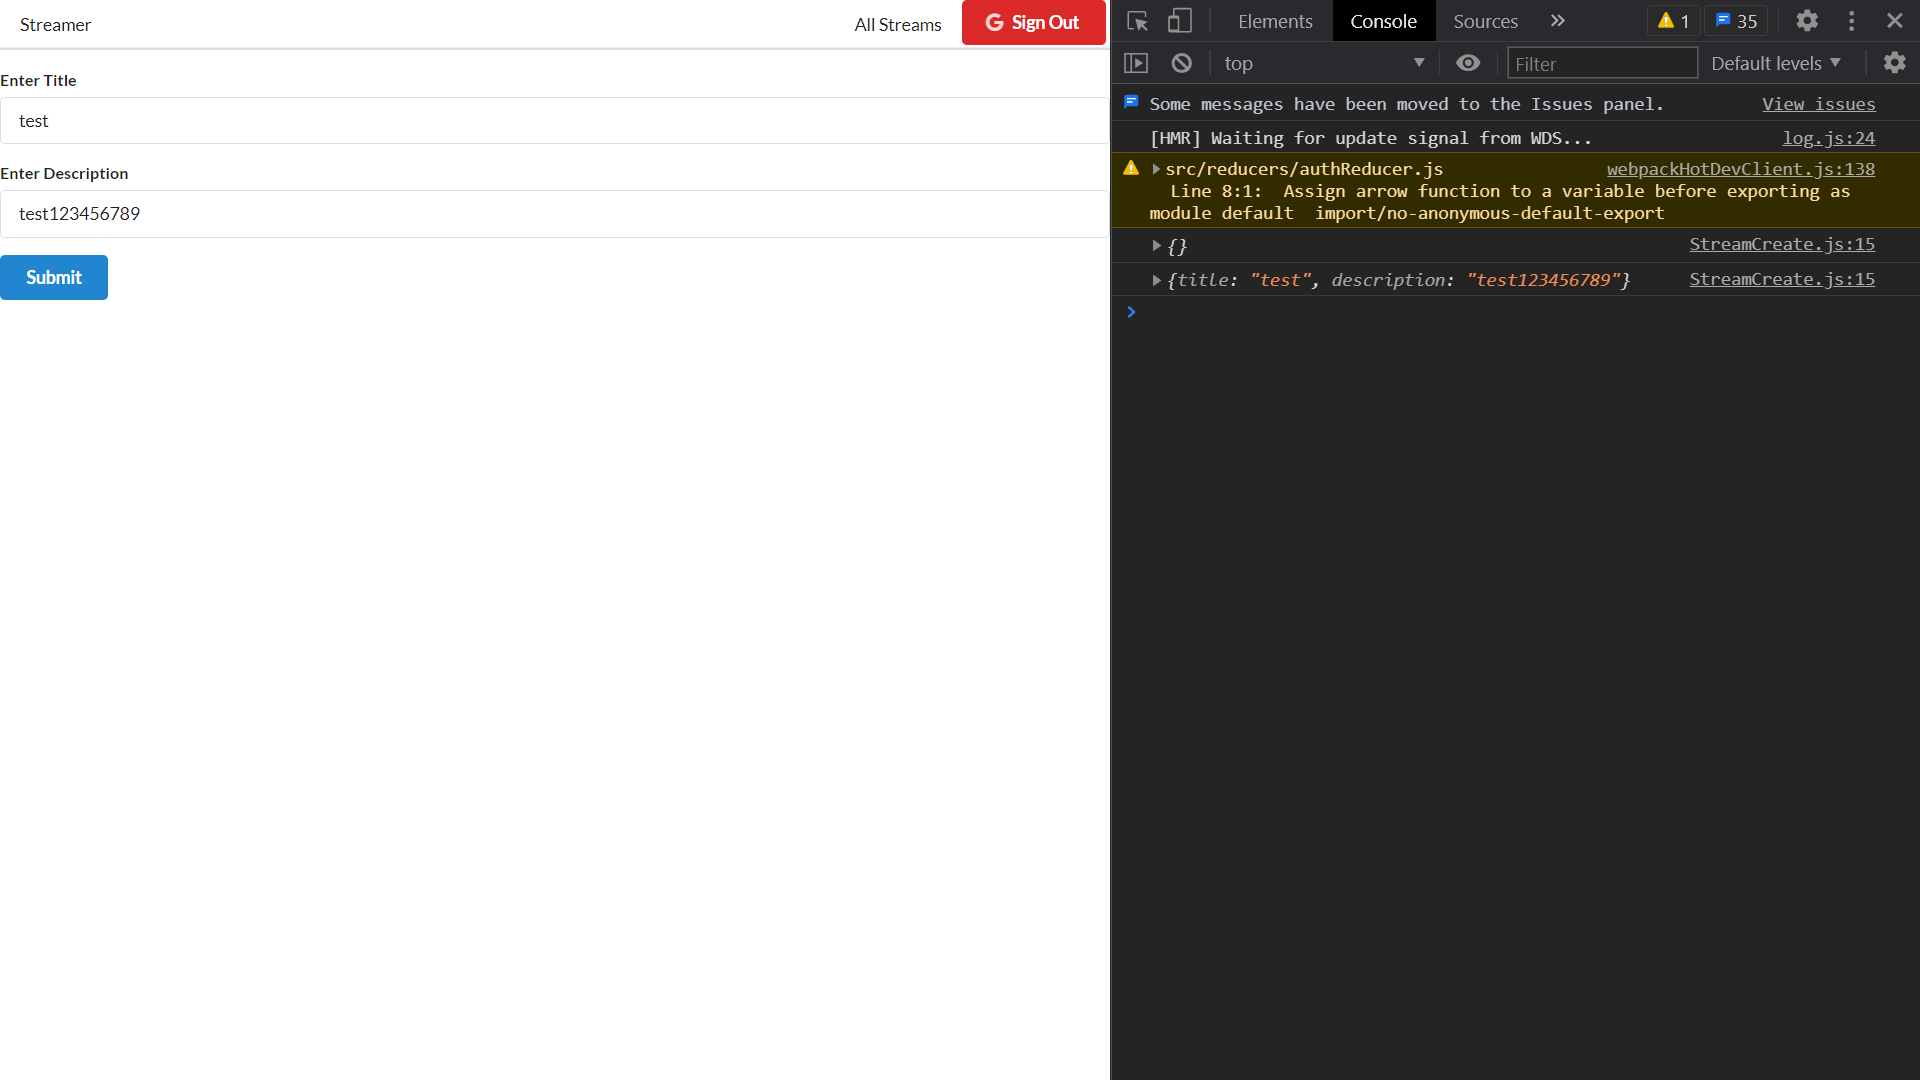 Streamer
All Streams
Sign Out
Enter Title
test
Enter Description
test123456789
Submit
Elements
Console
Sources
1
35
top
Filter
Default levels
Some messages have been moved to the Issues panel.
View issues
[HMR] Waiting for update signal from WDS...
log.js:24
src/reducers/authReducer.js
webpackHotDevClient.js:138
Line 8:1:  Assign arrow function to a variable before exporting as
module default  import/no-anonymous-default-export
{}
StreamCreate.js:15
{title: "test", description: "test123456789"}
StreamCreate.js:15